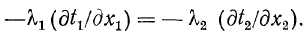 —λ₁ (∂t₁/∂x₁) = — λ₂ (∂t₂/∂x₂).